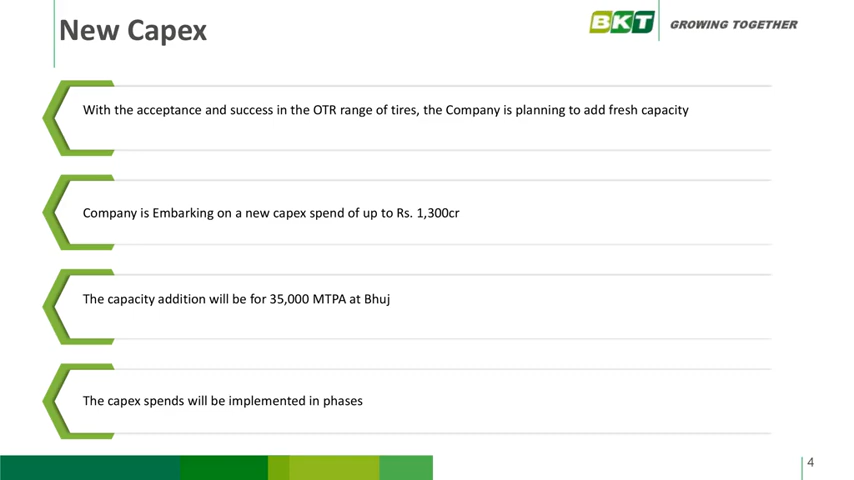 New Capex
BKT
GROWING TOGETHER
With the acceptance and success in the OTR range of tires, the Company is planning to add fresh capacity
Company is Embarking on a new capex spend of up to Rs. 1,300cr
The capacity addition will be for 35,000 MTPA at Bhuj
The capex spends will be implemented in phases
4